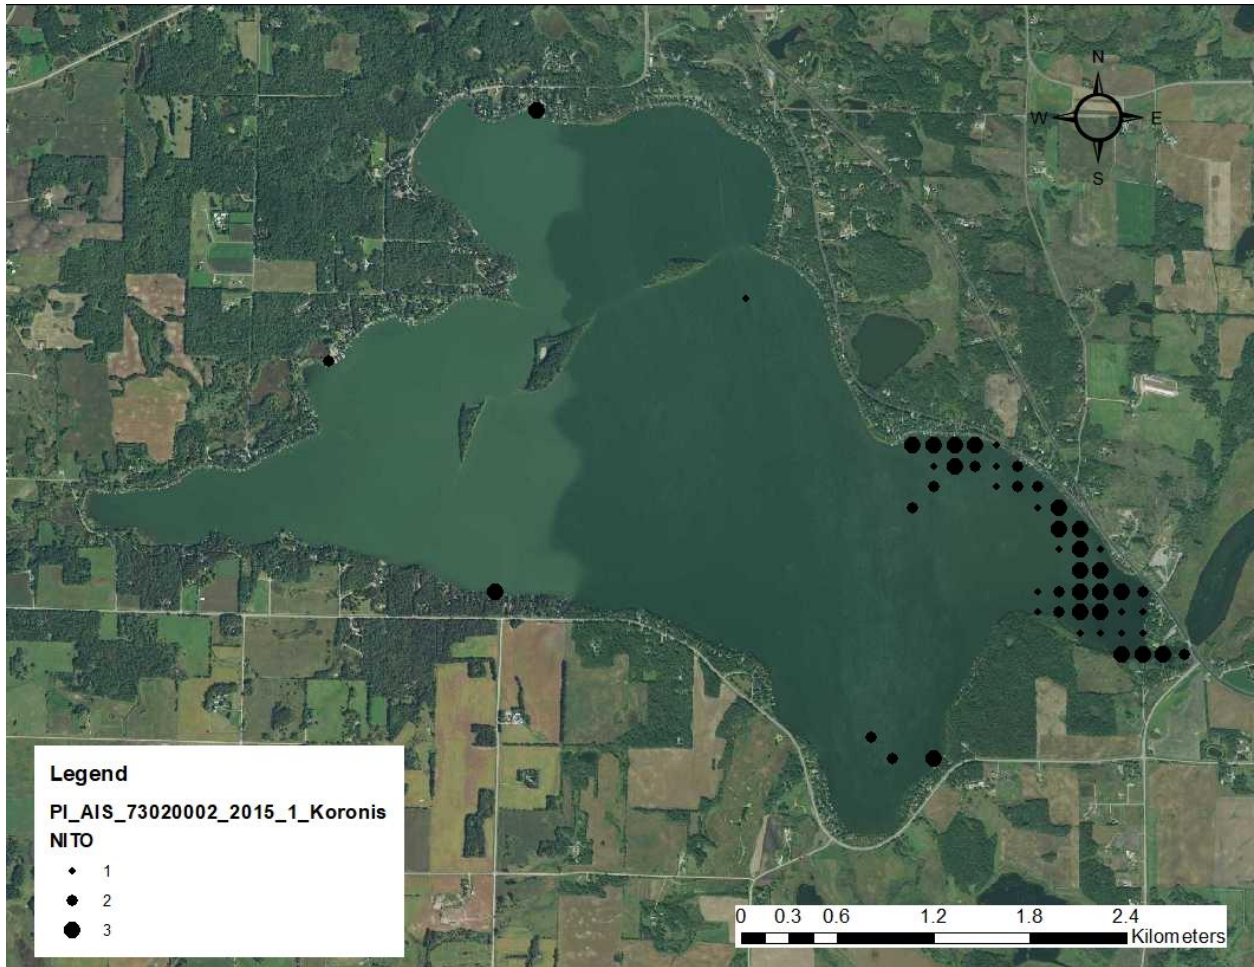 N
W E
S
Legend
PI_AIS_73020002_2015_1_Koronis
NITO
1
2
3
0 0.3 0.6 1.2 1.8 2.4
Kilometers